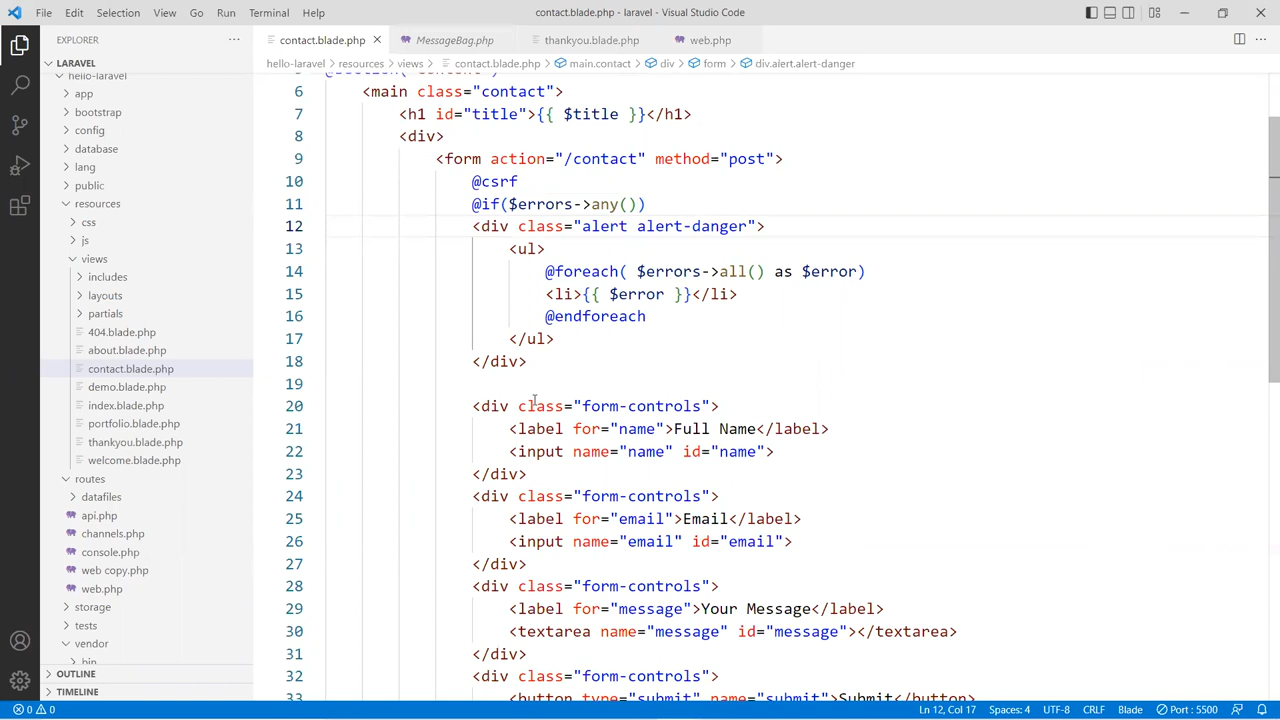 File Edit Selection View Go Run Terminal Help
contact.blade.php - laravel - Visual Studio Code
EXPLORER
contact.blade.php
MessageBag.php
thankyou.blade.php
web.php
LARAVEL
hello-laravel > resources > views > contact.blade.php > main.contact > div > form > div.alert.alert-danger
hello-laravel
app
bootstrap
config
database
lang
public
resources
css
js
views
includes
layouts
partials
404.blade.php
about.blade.php
contact.blade.php
demo.blade.php
index.blade.php
portfolio.blade.php
thankyou.blade.php
welcome.blade.php
routes
datafiles
api.php
channels.php
console.php
web copy.php
web.php
storage
tests
vendor
bin
OUTLINE
TIMELINE
6 <main class="contact">
7 <h1 id="title">{{ $title }}</h1>
8 <div>
9 <form action="/contact" method="post">
10 @csrf
11 @if($errors->any())
12 <div class="alert alert-danger">
13 <ul>
14 @foreach( $errors->all() as $error)
15 <li>{{ $error }}</li>
16 @endforeach
17 </ul>
18 </div>
19
20 <div class="form-controls">
21 <label for="name">Full Name</label>
22 <input name="name" id="name">
23 </div>
24 <div class="form-controls">
25 <label for="email">Email</label>
26 <input name="email" id="email">
27 </div>
28 <div class="form-controls">
29 <label for="message">Your Message</label>
30 <textarea name="message" id="message"></textarea>
31 </div>
32 <div class="form-controls">
33 <button type="submit" name="submit">Submit</button>
0 0
Ln 12, Col 17 Spaces: 4 UTF-8 CRLF Blade Port : 5500